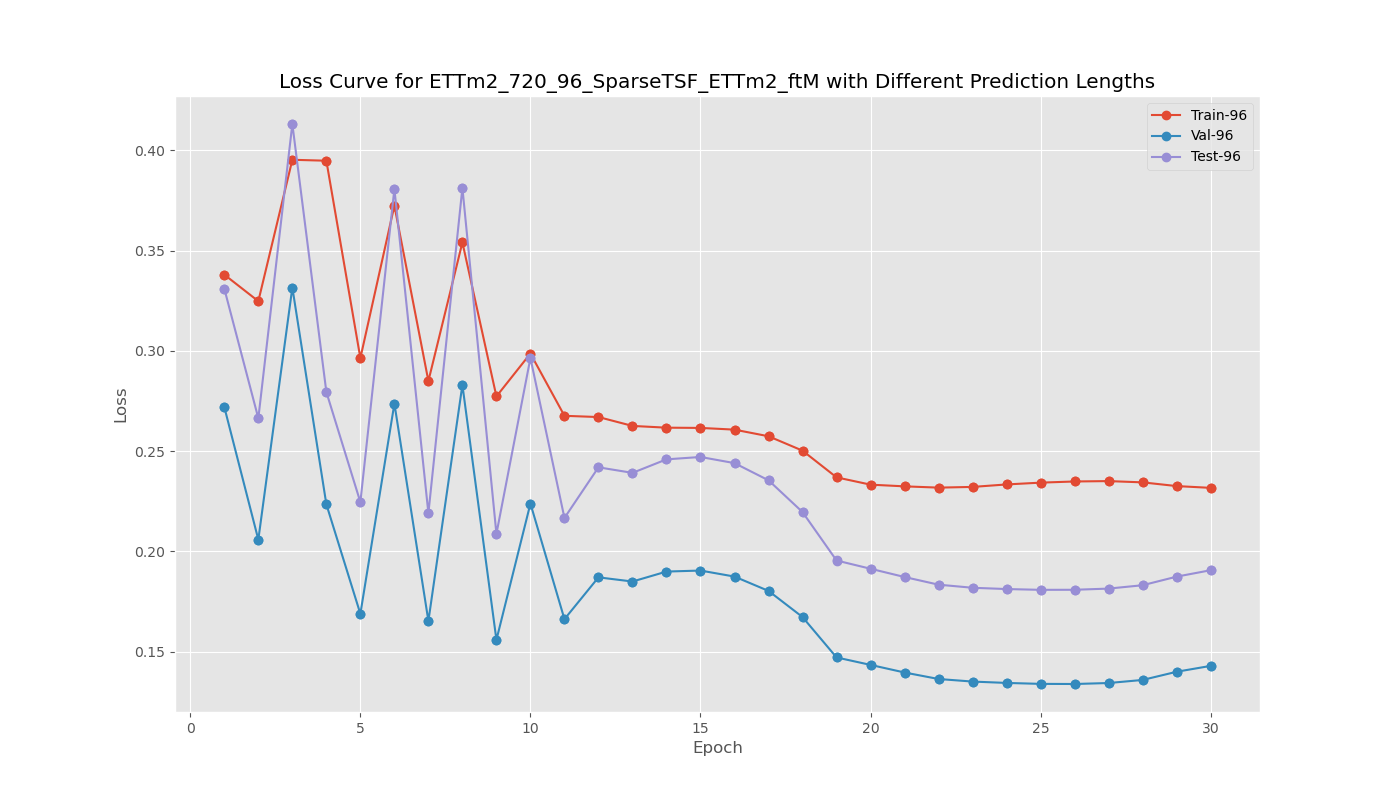 Loss Curve for ETTm2_720_96_SparseTSF_ETTm2_ftM with Different Prediction Lengths
Train-96
Val-96
Test-96
0.40
0.35
0.30
0.25
0.20
0.15
Loss
0 5 10 15 20 25 30
Epoch